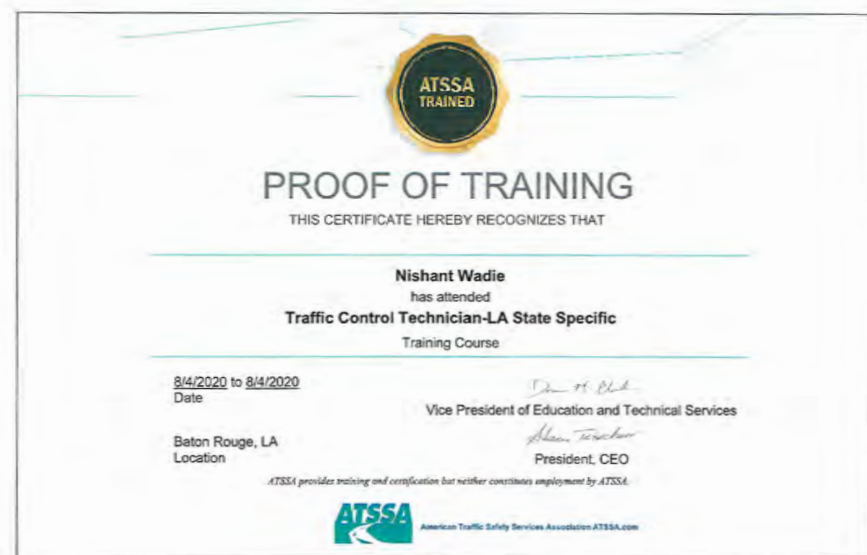 ATSSA
TRAINED
PROOF OF TRAINING
THIS CERTIFICATE HEREBY RECOGNIZES THAT
Nishant Wadie
has attended
Traffic Control Technician-LA State Specific
Training Course
8/4/2020 to 8/4/2020
Date
Vice President of Education and Technical Services
Baton Rouge, LA
Location
President, CEO
ATSSA provides training and certification but neither constitutes employment by ATSSA.
ATSSA
American Traffic Safety Services Association ATSSA.com